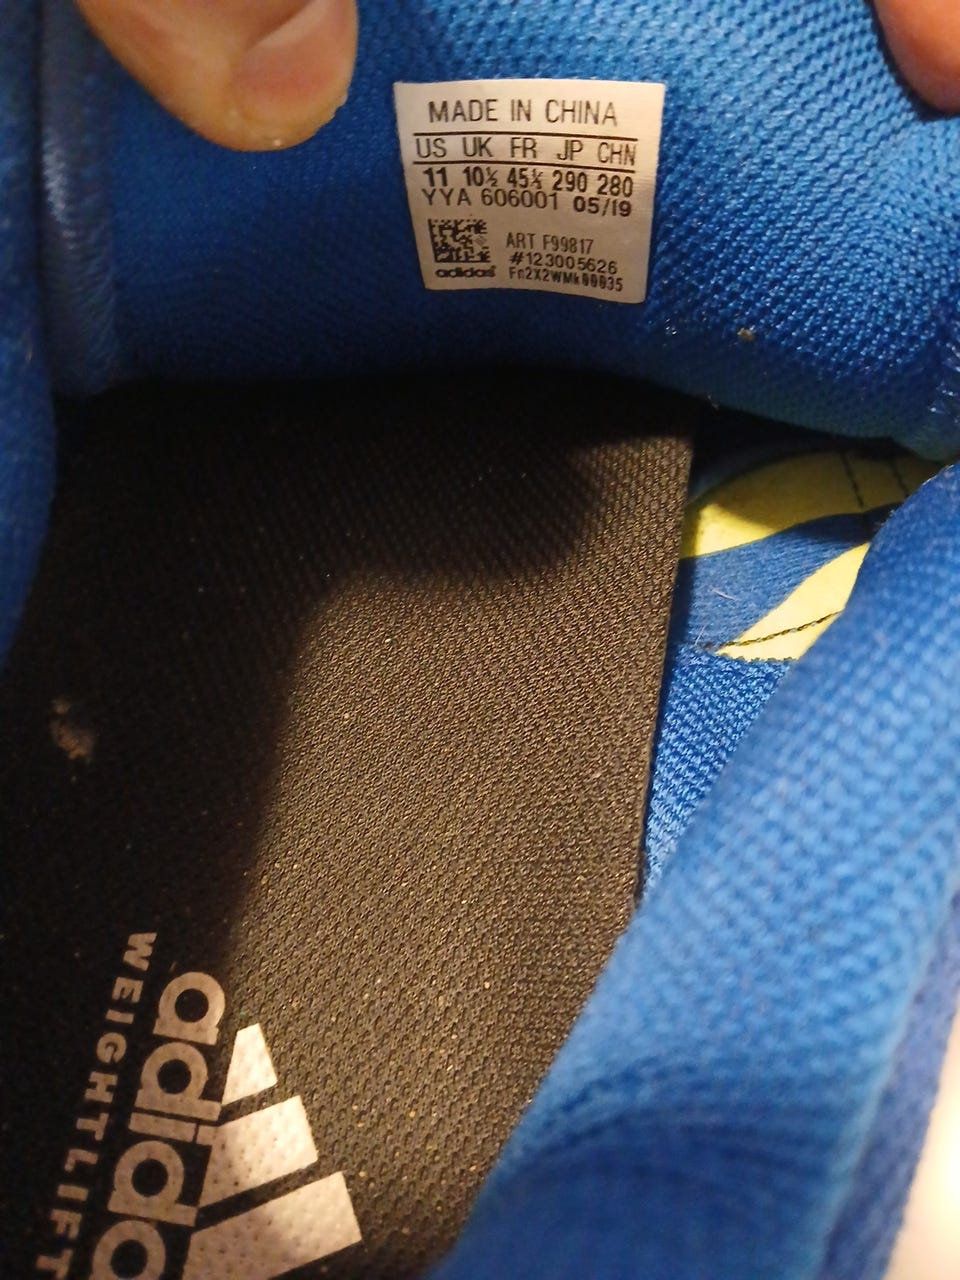 MADE IN CHINA
US UK FR JP CHN
11 10½ 45⅓ 290 280
YYA 606001 05/19
ART F99817
#123005626
adidas Fn2X2WMk00035
adidas
WEIGHTLIFT